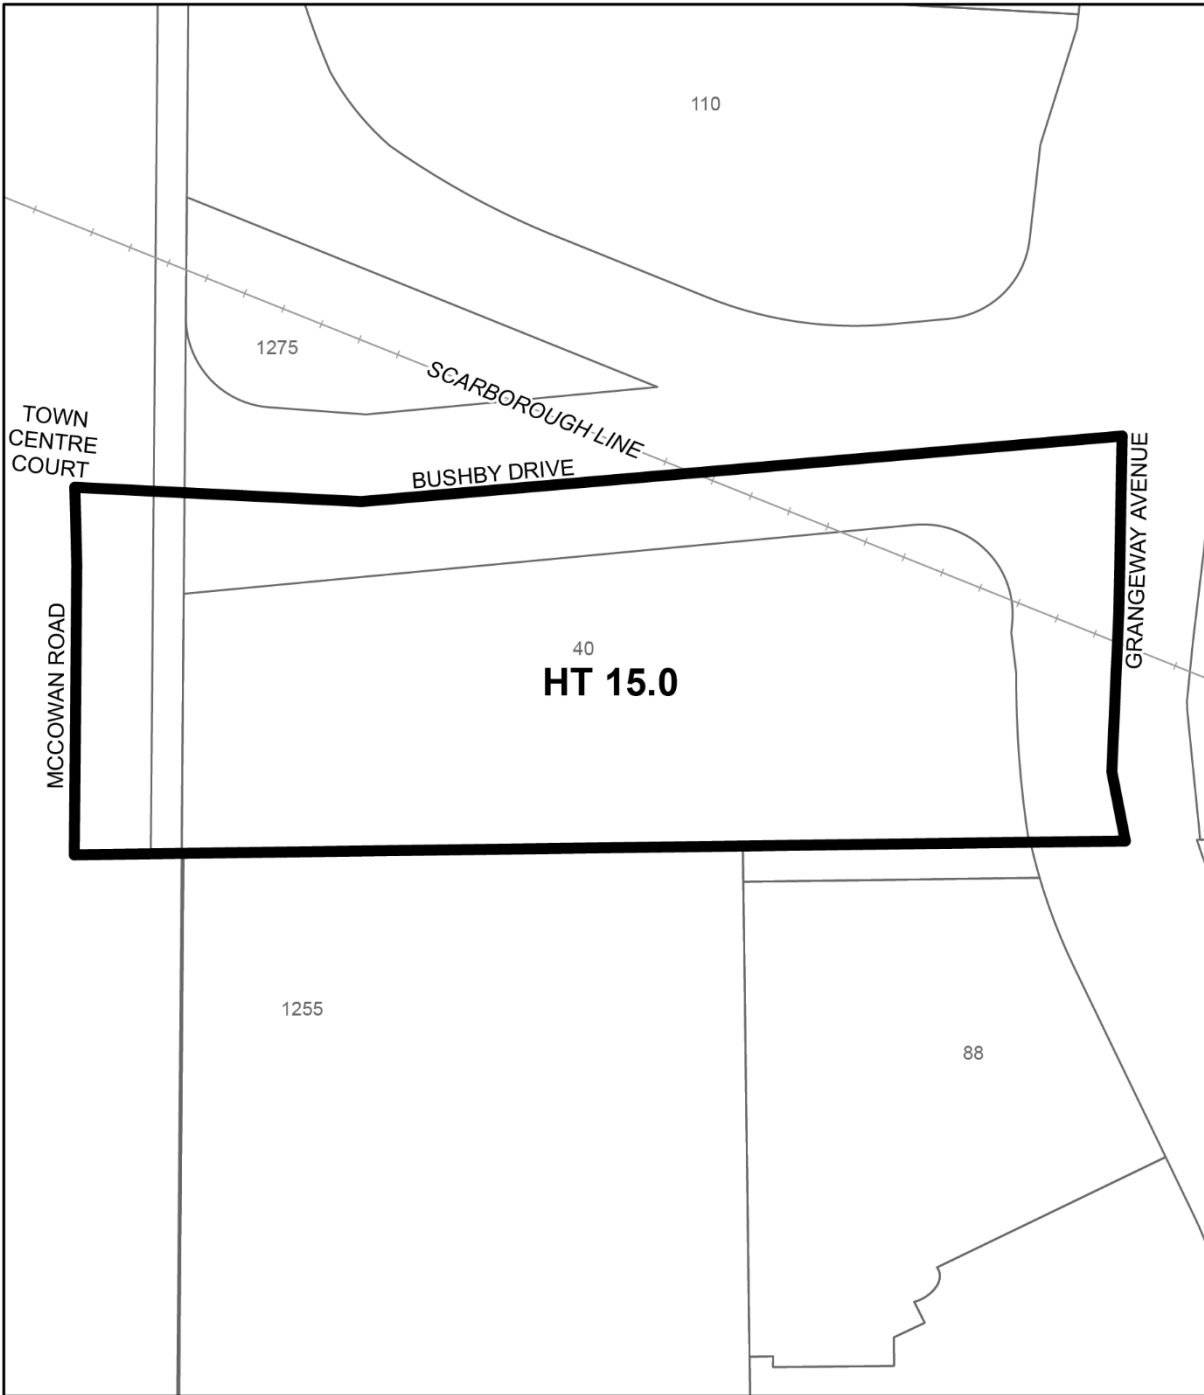 110
1275
SCARBOROUGH LINE
TOWN
CENTRE
COURT
BUSHBY DRIVE
GRANGEWAY AVENUE
MCCOWAN ROAD
40
HT 15.0
1255
88